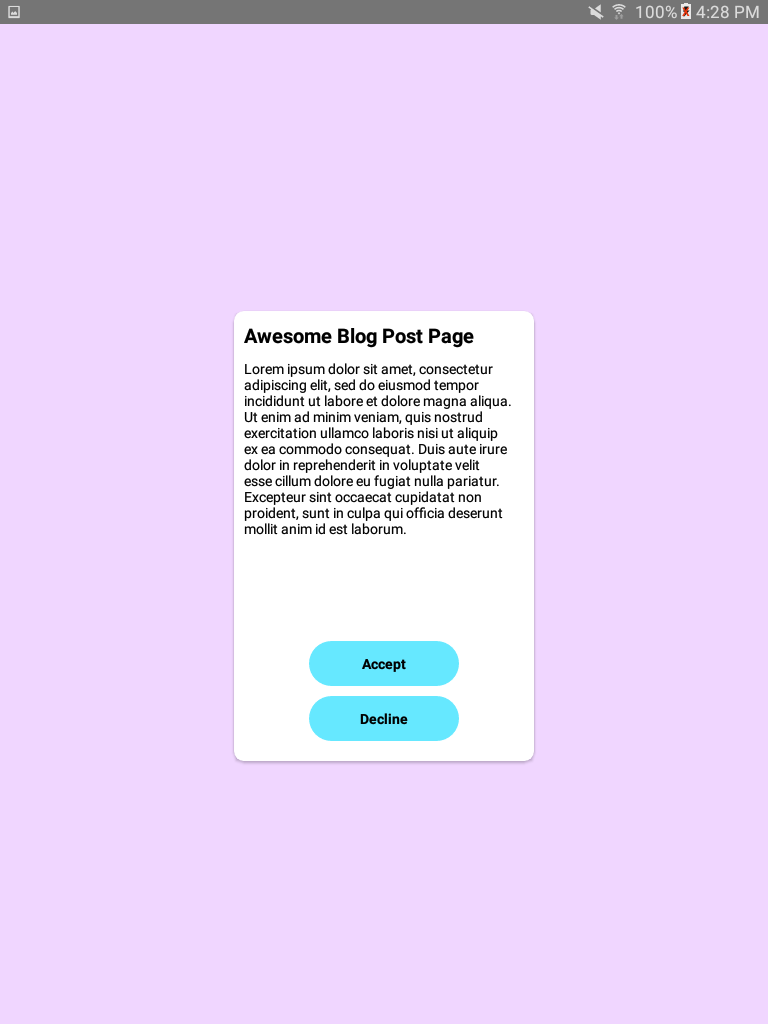 100% 4:28 PM
Awesome Blog Post Page
Lorem ipsum dolor sit amet, consectetur
adipiscing elit, sed do eiusmod tempor
incididunt ut labore et dolore magna aliqua.
Ut enim ad minim veniam, quis nostrud
exercitation ullamco laboris nisi ut aliquip
ex ea commodo consequat. Duis aute irure
dolor in reprehenderit in voluptate velit
esse cillum dolore eu fugiat nulla pariatur.
Excepteur sint occaecat cupidatat non
proident, sunt in culpa qui officia deserunt
mollit anim id est laborum.
Accept
Decline